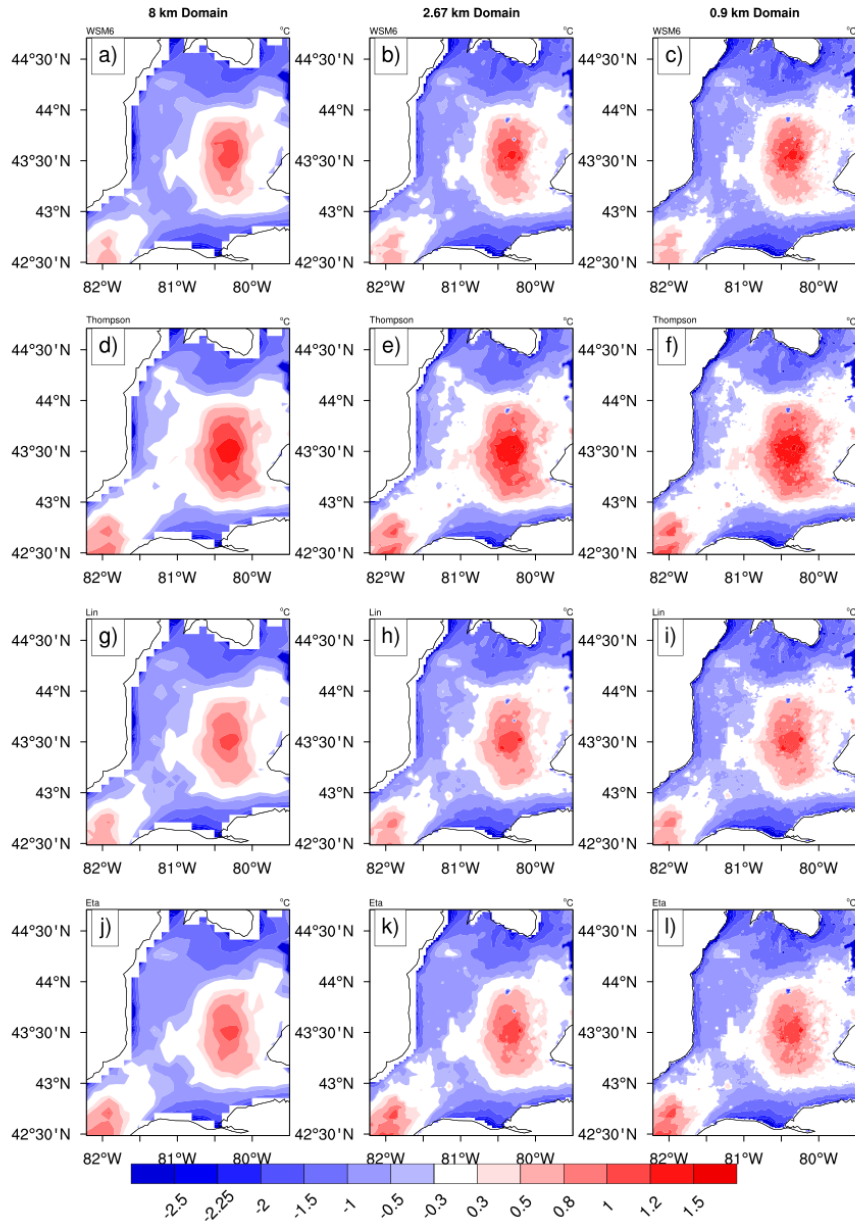 8 km Domain 2.67 km Domain 0.9 km Domain
WSM6 WSM6 °C WSM6 °C
a) b) c)
44°30'N 44°30'N 44°30'N
44°N 44°N 44°N
43°30'N 43°30'N 43°30'N
43°N 43°N 43°N
42°30'N 42°30'N 42°30'N
82°W 81°W 80°W 82°W 81°W 80°W 82°W 81°W 80°W
Thompson °C Thompson °C Thompson °C
d) e) f)
44°30'N 44°30'N 44°30'N
44°N 44°N 44°N
43°30'N 43°30'N 43°30'N
43°N 43°N 43°N
42°30'N 42°30'N 42°30'N
82°W 81°W 80°W 82°W 81°W 80°W 82°W 81°W 80°W
Lin °C Lin °C Lin °C
g) h) i)
44°30'N 44°30'N 44°30'N
44°N 44°N 44°N
43°30'N 43°30'N 43°30'N
43°N 43°N 43°N
42°30'N 42°30'N 42°30'N
82°W 81°W 80°W 82°W 81°W 80°W 82°W 81°W 80°W
Eta °C Eta °C Eta °C
j) k) l)
44°30'N 44°30'N 44°30'N
44°N 44°N 44°N
43°30'N 43°30'N 43°30'N
43°N 43°N 43°N
42°30'N 42°30'N 42°30'N
82°W 81°W 80°W 82°W 81°W 80°W 82°W 81°W 80°W
-2.5 -2.25 -2 -1.5 -1 -0.5 -0.3 0.3 0.5 0.8 1 1.2 1.5